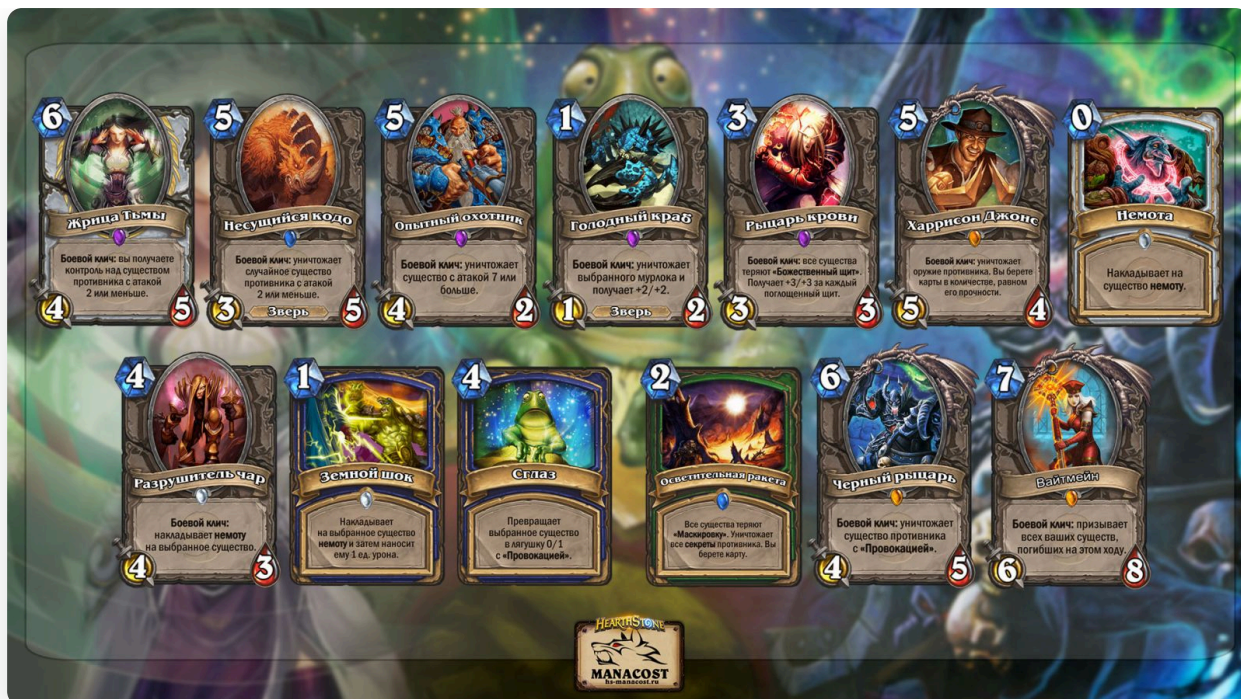 6
Жрица Тьмы
Боевой клич: вы получаете
контроль над существом
противника с атакой
2 или меньше.
4
5
5
Несущийся кодо
Боевой клич: уничтожает
случайное существо
противника с атакой
2 или меньше.
3
Зверь
5
5
Опытный охотник
Боевой клич: уничтожает
существо с атакой 7 или
больше.
4
2
1
Голодный краб
Боевой клич: уничтожает
выбранного мурлока и
получает +2/+2.
1
Зверь
2
3
Рыцарь крови
Боевой клич: все существа
теряют «Божественный щит».
Получает +3/+3 за каждый
поглощенный щит.
3
3
5
Харрисон Джонс
Боевой клич: уничтожает
оружие противника. Вы берете
карты в количестве, равном
его прочности.
5
4
0
Немота
Накладывает на
существо немоту.
4
Разрушитель чар
Боевой клич:
накладывает немоту
на выбранное существо.
4
3
1
Земной шок
Накладывает
на выбранное существо
немоту и затем наносит
ему 1 ед. урона.
4
Сглаз
Превращает
выбранное существо
в лягушку 0/1
с «Провокацией».
2
Осветительная ракета
Все существа теряют
«Маскировку». Уничтожает
все секреты противника. Вы
берете карту.
6
Черный рыцарь
Боевой клич: уничтожает
существо противника
с «Провокацией».
4
5
7
Вайтмейн
Боевой клич: призывает
всех ваших существ,
погибших на этом ходу.
6
8
HEARTHSTONE
MANACOST
hs-manacost.ru